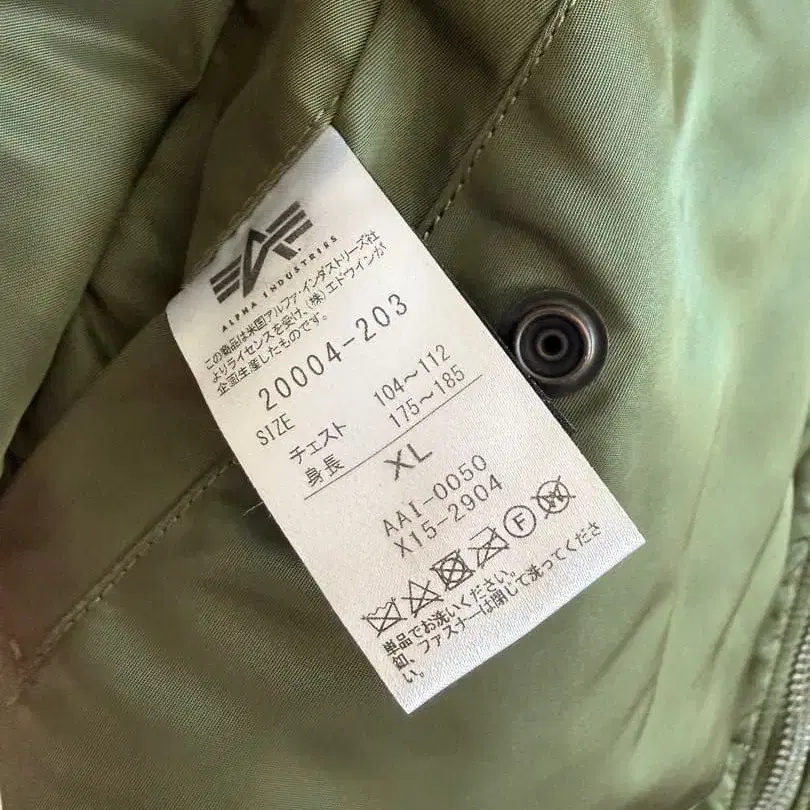 ALPHA INDUSTRIES
この商品は米国アルファ・インダストリーズ社
よりライセンスを受け、(株)エドウインが
企画生産したものです。
20004-203
SIZE
チェスト 104〜112
身長 175〜185
XL
AAI-0050
X15-2904
F W
単品でお洗いください。
尚、ファスナーは閉じて洗ってくださ
い。